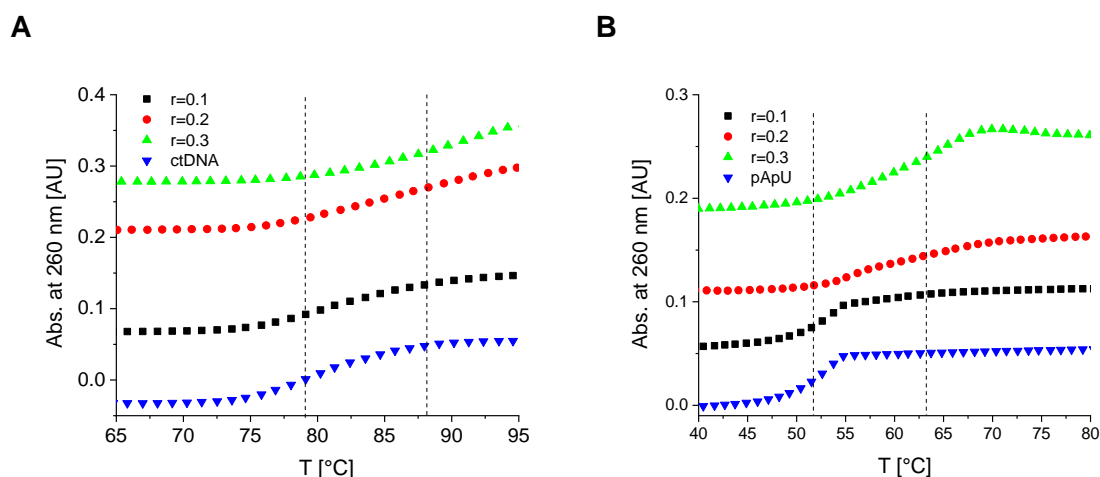 A
Abs. at 260 nm [AU]
0.4
0.3
0.2
0.1
0.0
r=0.1
r=0.2
r=0.3
ctDNA
65 70 75 80 85 90 95
T [°C]
B
Abs. at 260 nm [AU]
0.3
0.2
0.1
0.0
r=0.1
r=0.2
r=0.3
pApU
40 45 50 55 60 65 70 75 80
T [°C]